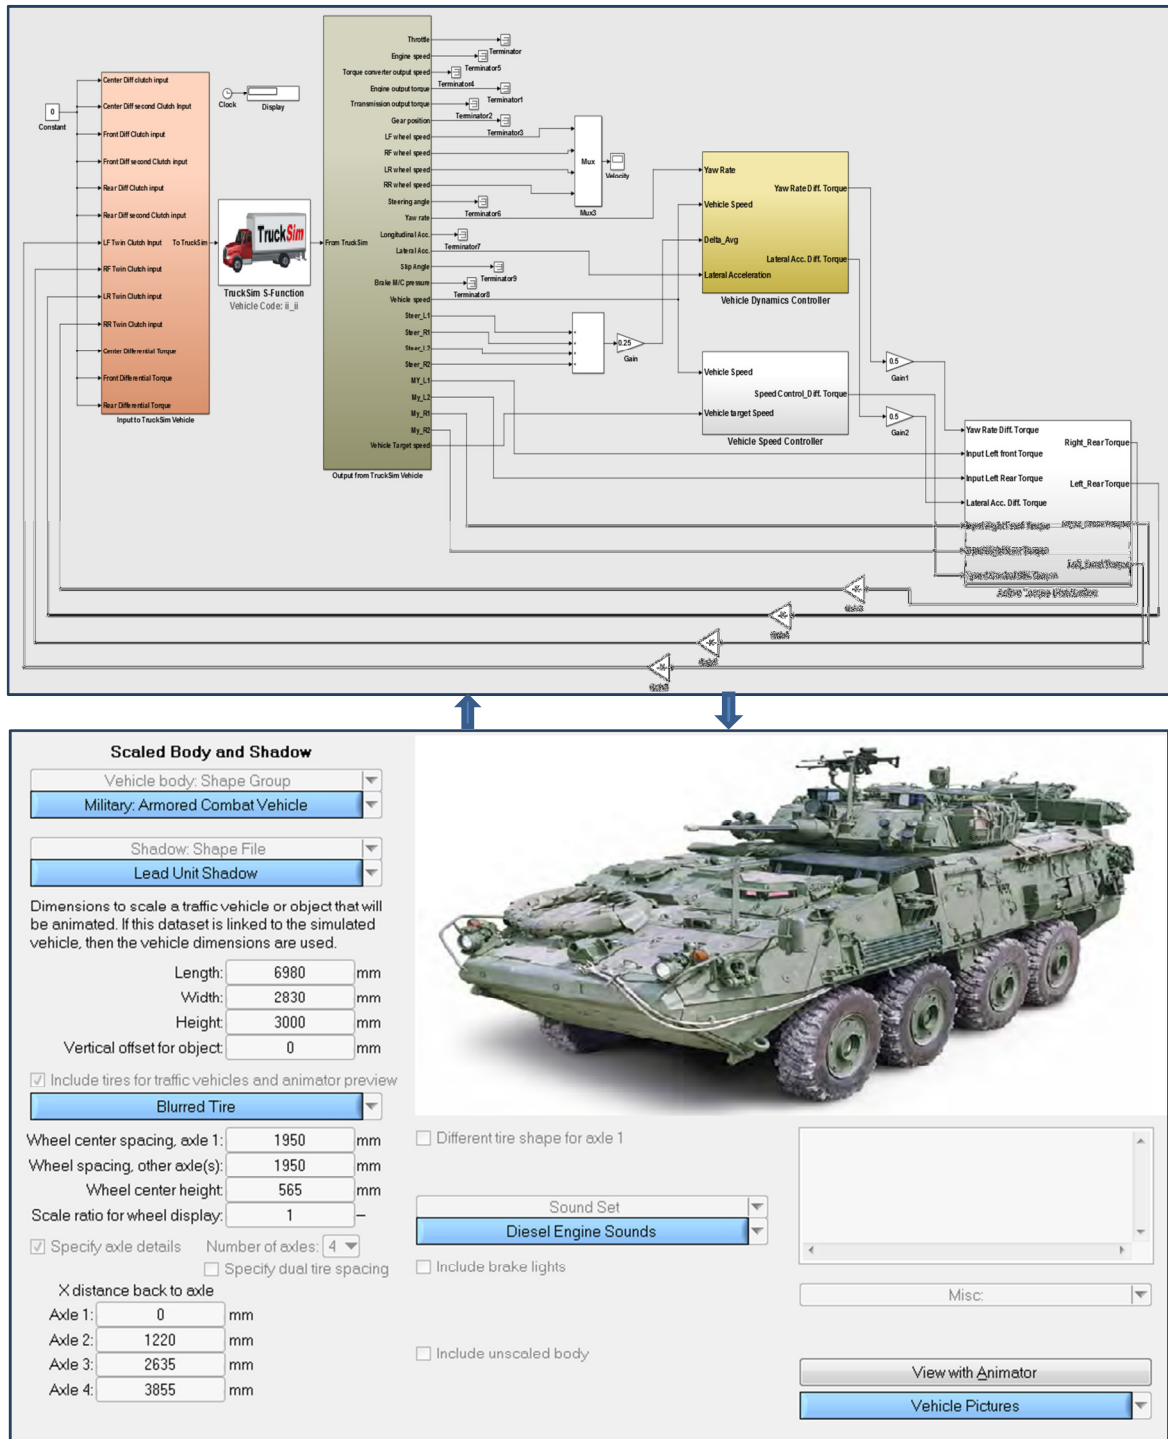 Center Diff clutch input
Center Diff second Clutch Input
Front Diff Clutch input
Front Diff second Clutch input
Rear Diff Clutch input
Rear Diff second Clutch input
LF Twin Clutch Input
RF Twin Clutch input
LR Twin Clutch input
RR Twin Clutch input
Center Differential Torque
Front Differential Torque
Rear Differential Torque
To TruckSim
Input to TruckSim Vehicle
0
Constant
Clock
Display
TruckSim
TruckSim S-Function
Vehicle Code: ii_ii
From TruckSim
Throttle
Engine speed
Torque converter output speed
Engine output torque
Transmission output torque
Gear position
LF wheel speed
RF wheel speed
LR wheel speed
RR wheel speed
Steering angle
Yaw rate
Longitudinal Acc.
Lateral Acc.
Slip Angle
Brake M/C pressure
Vehicle speed
Steer_L1
Steer_R1
Steer_L2
Steer_R2
MY_L1
My_L2
My_R1
My_R2
Vehicle Target speed
Output from TruckSim Vehicle
Terminator
Terminator5
Terminator4
Terminator1
Terminator2
Terminator3
Terminator6
Terminator7
Terminator9
Terminator8
Mux
Mux3
Velocity
0.25
Gain
Yaw Rate
Vehicle Speed
Delta_Avg
Lateral Acceleration
Yaw Rate Diff. Torque
Lateral Acc. Diff. Torque
Vehicle Dynamics Controller
Vehicle Speed
Vehicle target Speed
Speed Control_Diff. Torque
Vehicle Speed Controller
0.5
Gain1
0.5
Gain2
Yaw Rate Diff. Torque
Input Left front Torque
Input Left Rear Torque
Lateral Acc. Diff. Torque
Right_Rear Torque
Left_Rear Torque
Scaled Body and Shadow
Vehicle body: Shape Group
Military: Armored Combat Vehicle
Shadow: Shape File
Lead Unit Shadow
Dimensions to scale a traffic vehicle or object that will
be animated. If this dataset is linked to the simulated
vehicle, then the vehicle dimensions are used.
Length: 6980 mm
Width: 2830 mm
Height: 3000 mm
Vertical offset for object: 0 mm
Include tires for traffic vehicles and animator preview
Blurred Tire
Wheel center spacing, axle 1: 1950 mm
Wheel spacing, other axle(s): 1950 mm
Wheel center height: 565 mm
Scale ratio for wheel display: 1 –
Specify axle details Number of axles: 4
Specify dual tire spacing
X distance back to axle
Axle 1: 0 mm
Axle 2: 1220 mm
Axle 3: 2635 mm
Axle 4: 3855 mm
Different tire shape for axle 1
Sound Set
Diesel Engine Sounds
Include brake lights
Include unscaled body
Misc:
View with Animator
Vehicle Pictures